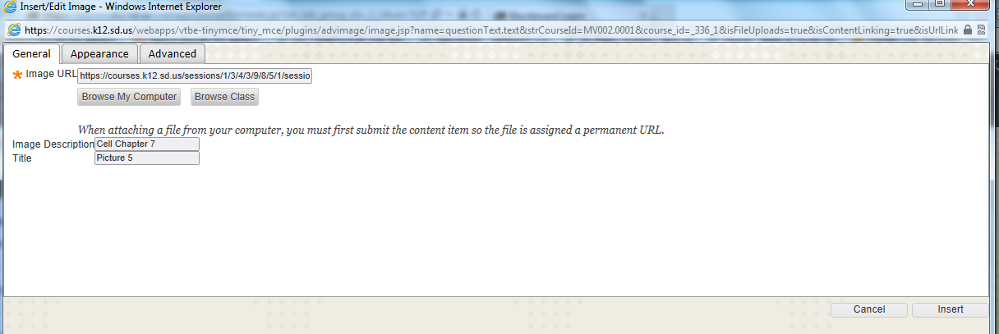 Insert/Edit Image - Windows Internet Explorer
https://courses.k12.sd.us/webapps/vtbe-tinymce/tiny_mce/plugins/advimage/image.jsp?name=questionText.text&strCourseId=MV002.0001&course_id=_336_1&isFileUploads=true&isContentLinking=true&isUrlLink
General Appearance Advanced
Image URL https://courses.k12.sd.us/sessions/1/3/4/3/9/8/5/1/sessio
Browse My Computer Browse Class
When attaching a file from your computer, you must first submit the content item so the file is assigned a permanent URL.
Image Description Cell Chapter 7
Title Picture 5
Cancel Insert